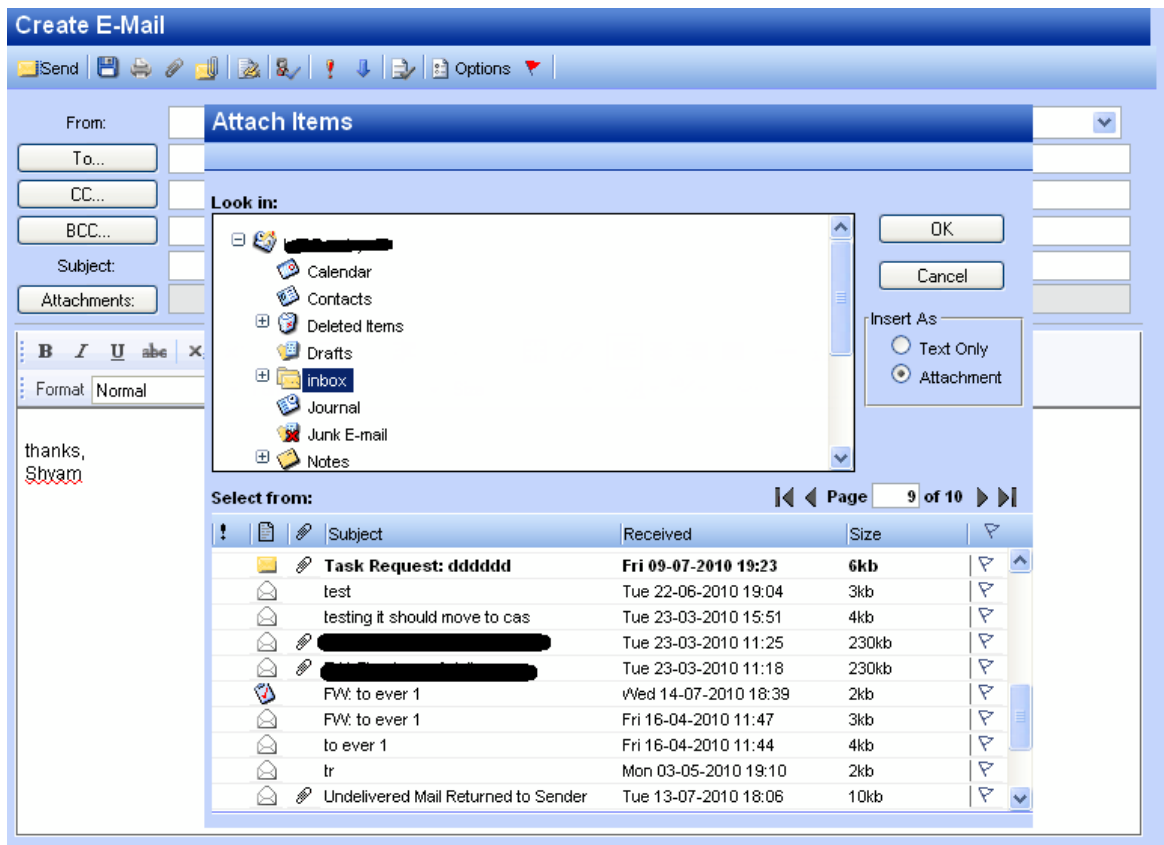 Create E-Mail
Send Options
From:
Attach Items
To...
CC...
Look in:
BCC...
OK
Subject:
Calendar
Cancel
Attachments:
Contacts
Deleted Items
Insert As
B I U abc X
Drafts
Text Only
inbox
Attachment
Format Normal
Journal
Junk E-mail
Notes
thanks,
Shyam
Select from: Page 9 of 10
! Subject Received Size
Task Request: dddddd Fri 09-07-2010 19:23 6kb
test Tue 22-06-2010 19:04 3kb
testing it should move to cas Tue 23-03-2010 15:51 4kb
Tue 23-03-2010 11:25 230kb
Tue 23-03-2010 11:18 230kb
FW: to ever 1 Wed 14-07-2010 18:39 2kb
FW: to ever 1 Fri 16-04-2010 11:47 3kb
to ever 1 Fri 16-04-2010 11:44 4kb
tr Mon 03-05-2010 19:10 2kb
Undelivered Mail Returned to Sender Tue 13-07-2010 18:06 10kb